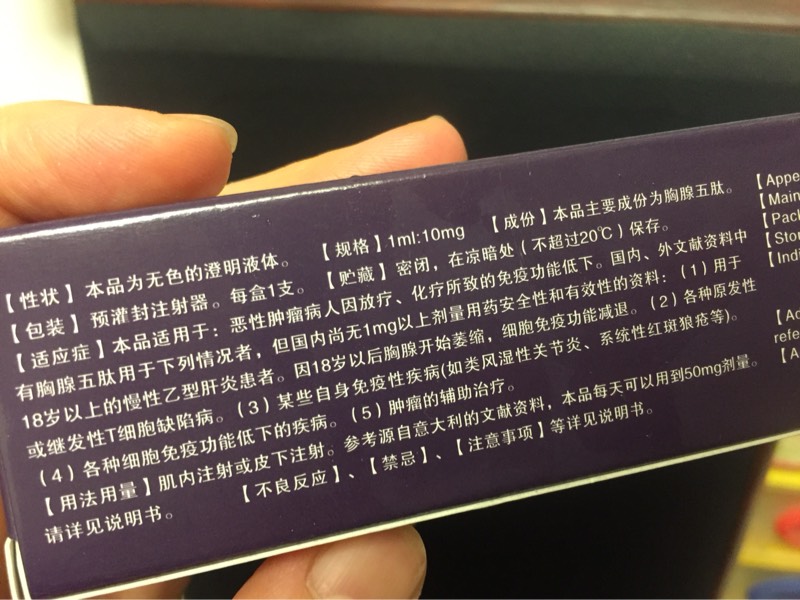 【性状】本品为无色的澄明液体。 【规格】1ml:10mg 【成份】本品主要成份为胸腺五肽。
【包装】预灌封注射器。每盒1支。【贮藏】密闭，在凉暗处（不超过20℃）保存。
【适应症】本品适用于：恶性肿瘤病人因放疗、化疗所致的免疫功能低下。国内、外文献资料中
有胸腺五肽用于下列情况者，但国内尚无1mg以上剂量用药安全性和有效性的资料：（1）用于
18岁以上的慢性乙型肝炎患者。因18岁以后胸腺开始萎缩，细胞免疫功能减退。（2）各种原发性
或继发性T细胞缺陷病。（3）某些自身免疫性疾病(如类风湿性关节炎、系统性红斑狼疮等)。
（4）各种细胞免疫功能低下的疾病。（5）肿瘤的辅助治疗。
【用法用量】肌内注射或皮下注射。参考源自意大利的文献资料，本品每天可以用到50mg剂量。
请详见说明书。 【不良反应】、【禁忌】、【注意事项】等详见说明书。
【Appe
【Main
【Pack
【Stor
【Indi
【Ad
refe
【A